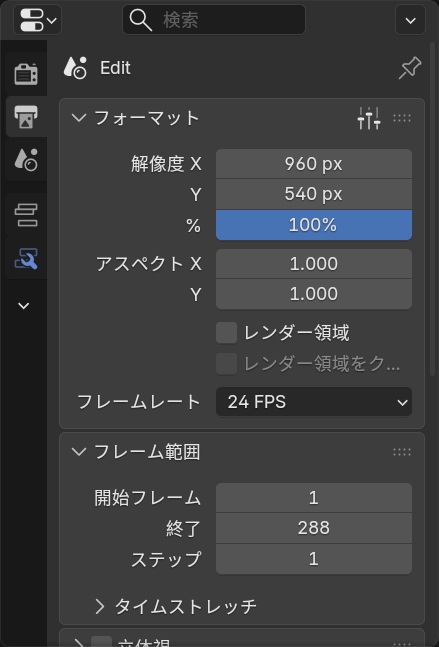 検索
Edit
フォーマット
解像度 X 960 px
Y 540 px
% 100%
アスペクト X 1.000
Y 1.000
レンダー領域
レンダー領域をク...
フレームレート 24 FPS
フレーム範囲
開始フレーム 1
終了 288
ステップ 1
タイムストレッチ
立体視